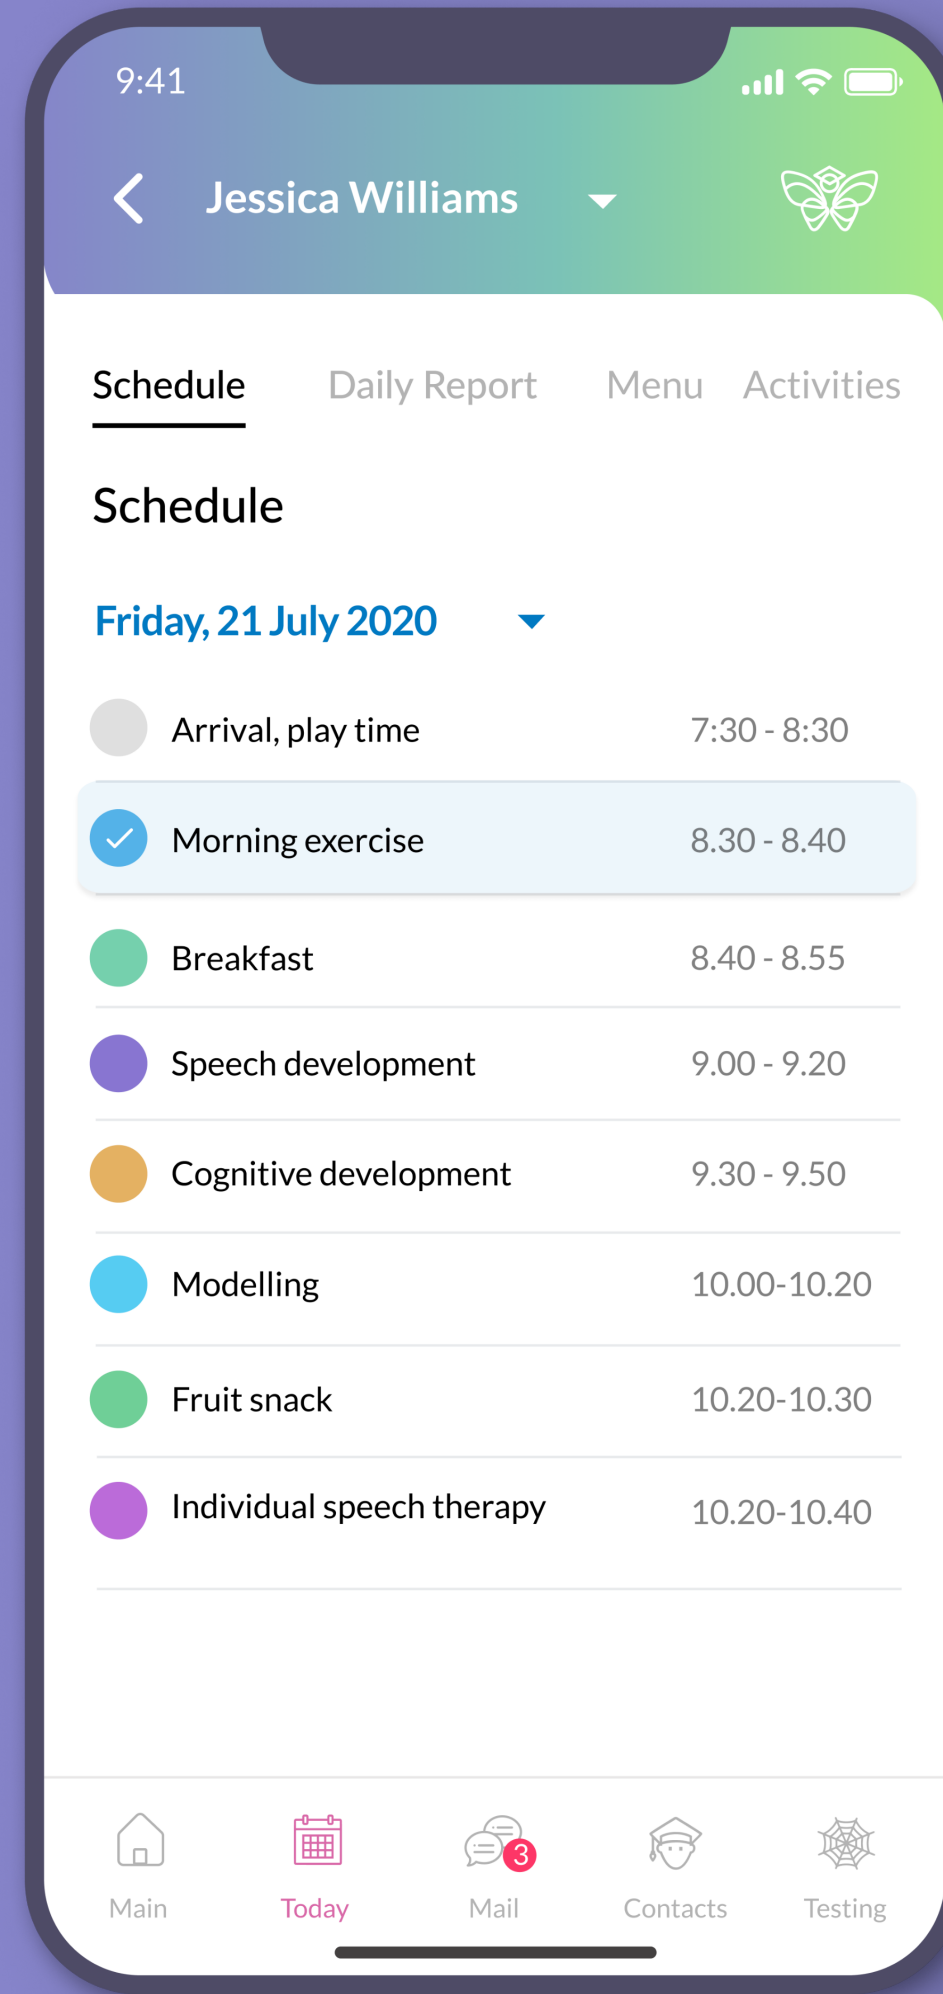 9:41
Jessica Williams
Schedule Daily Report Menu Activities
Schedule
Friday, 21 July 2020
Arrival, play time 7:30 - 8:30
Morning exercise 8.30 - 8.40
Breakfast 8.40 - 8.55
Speech development 9.00 - 9.20
Cognitive development 9.30 - 9.50
Modelling 10.00-10.20
Fruit snack 10.20-10.30
Individual speech therapy 10.20-10.40
3
Main Today Mail Contacts Testing